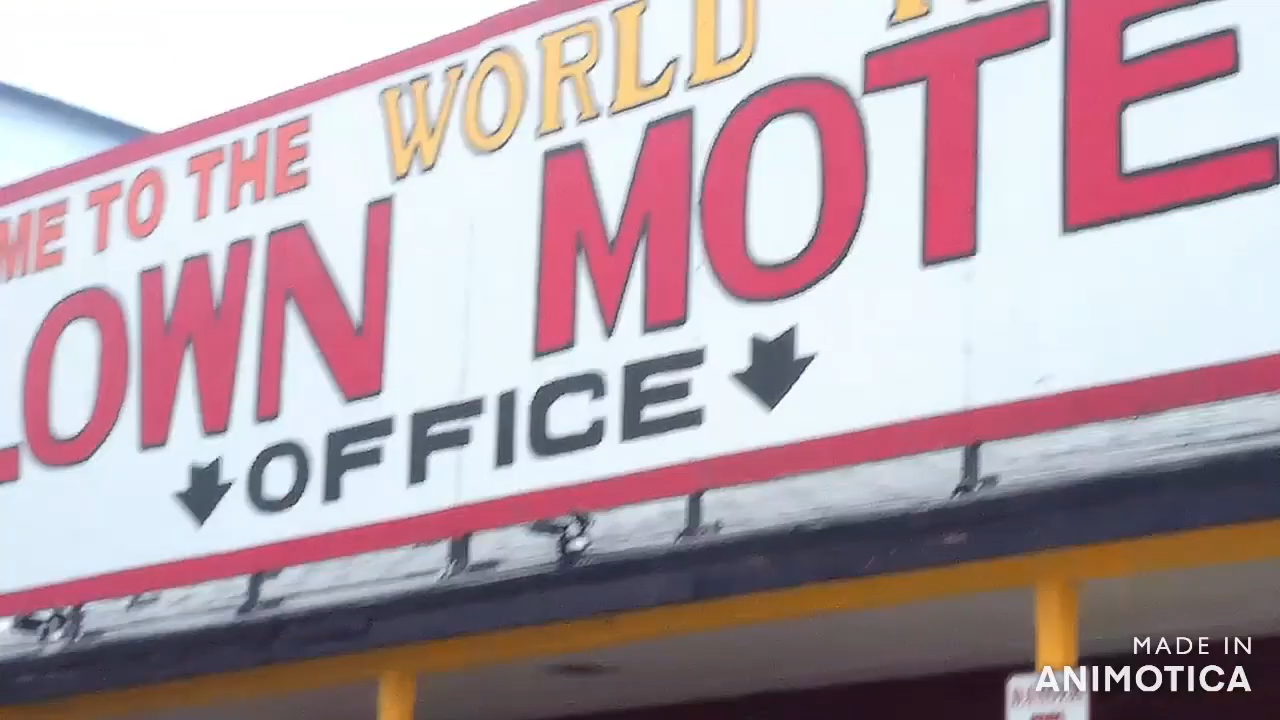 ME TO THE WORLD
LOWN MOTE
OFFICE
MADE IN
ANIMOTICA